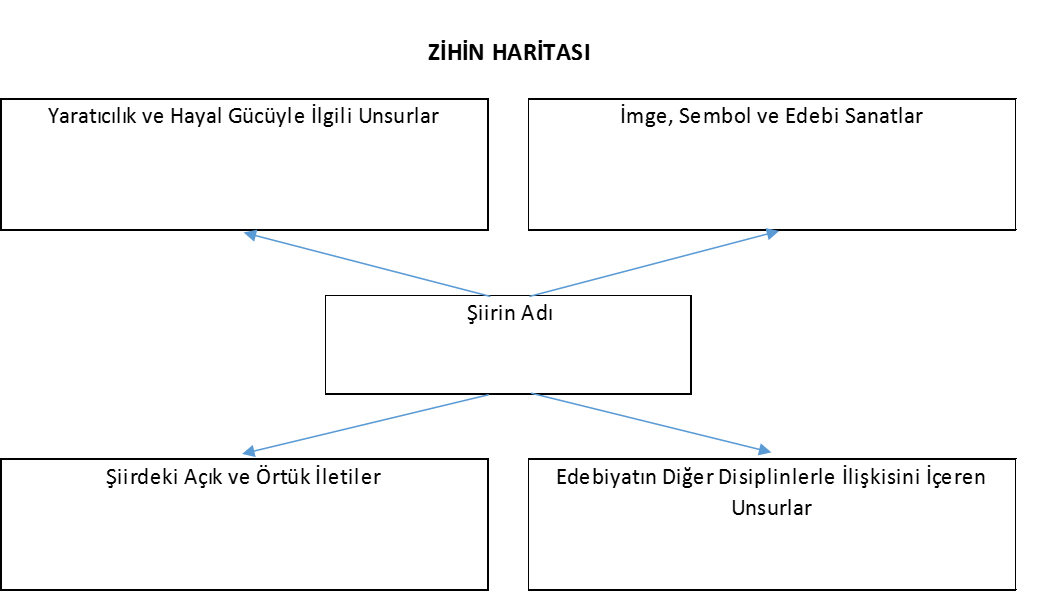 ZİHİN HARİTASI
Yaratıcılık ve Hayal Gücüyle İlgili Unsurlar
İmge, Sembol ve Edebi Sanatlar
Şiirin Adı
Şiirdeki Açık ve Örtük İletiler
Edebiyatın Diğer Disiplinlerle İlişkisini İçeren
Unsurlar